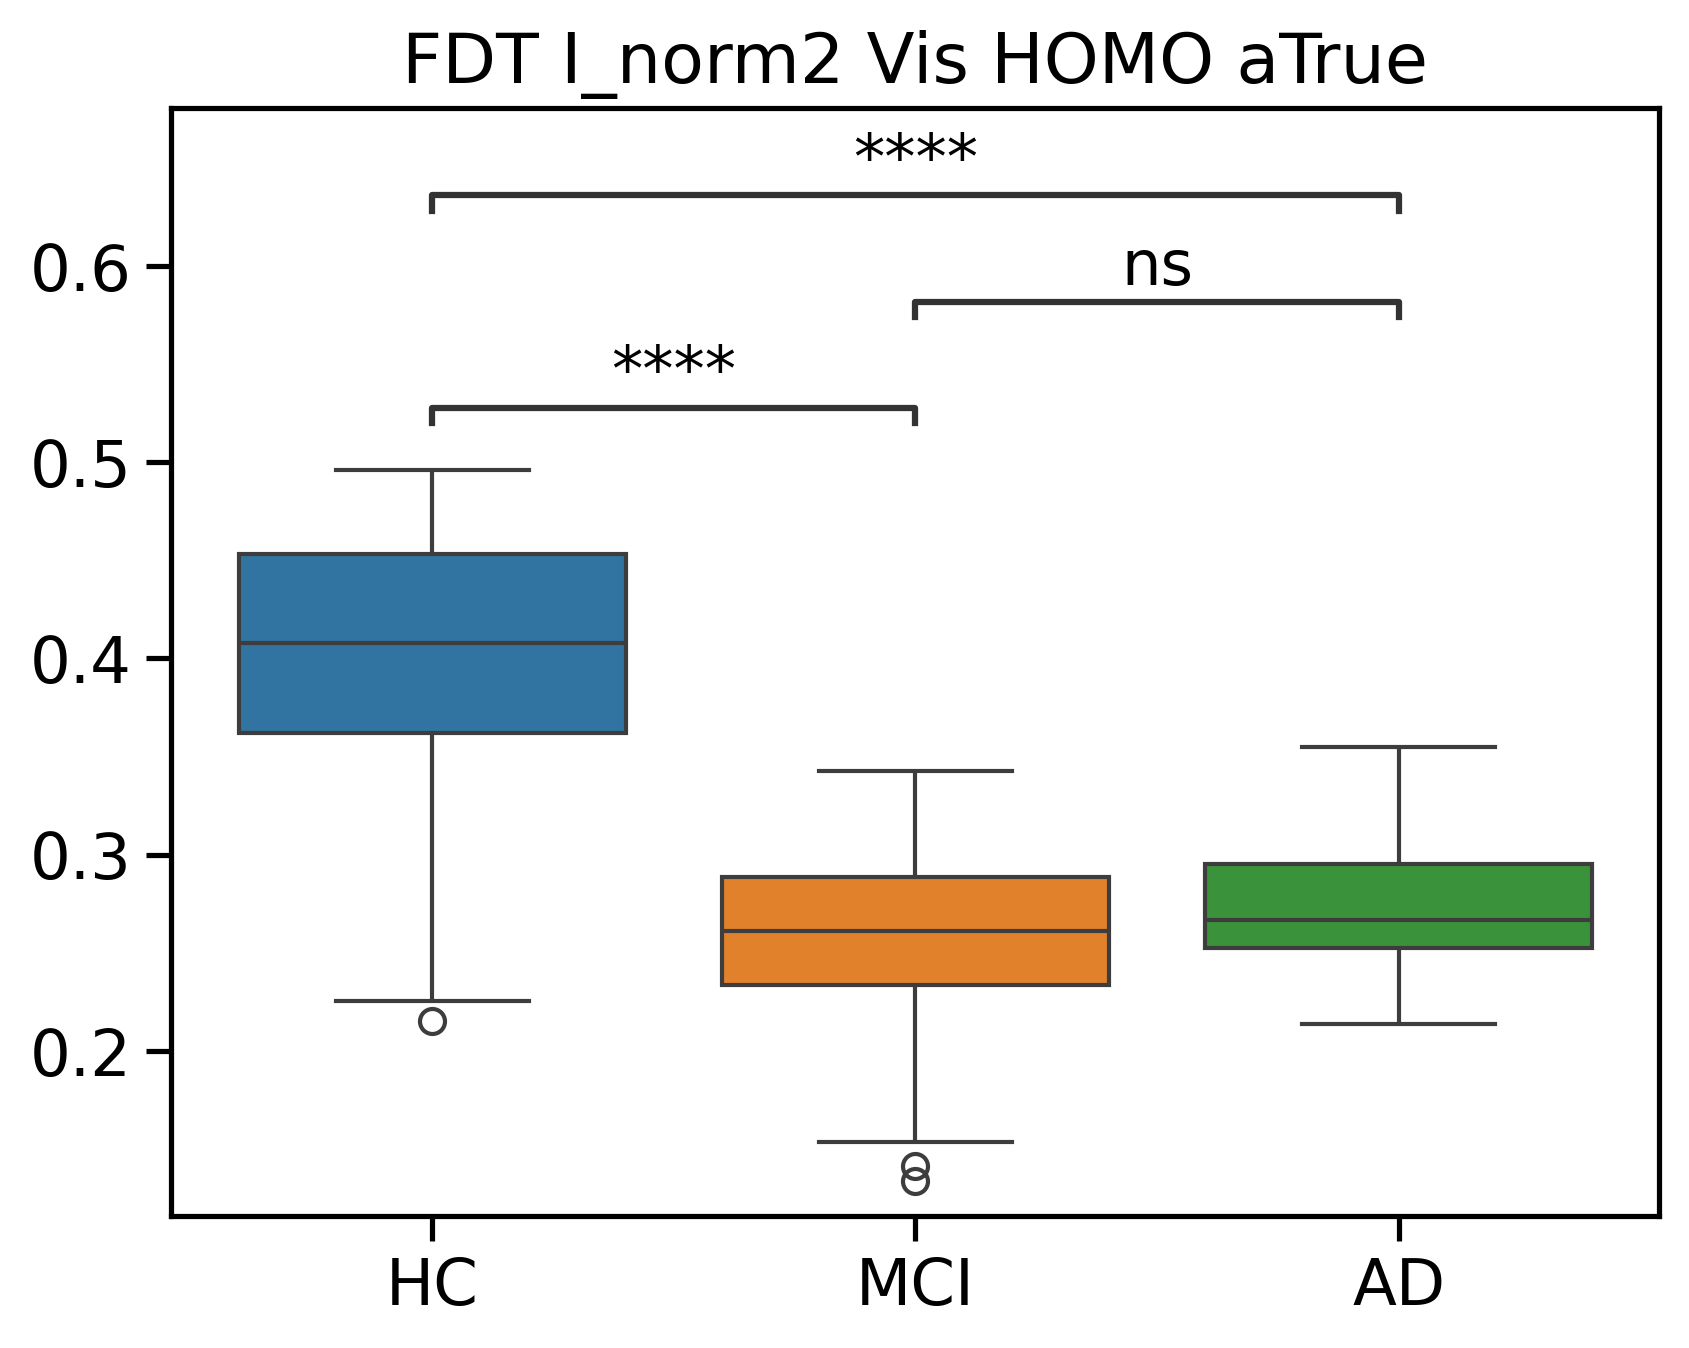 FDT I_norm2 Vis HOMO aTrue
****
0.6
ns
****
0.5
0.4
0.3
0.2
HC MCI AD